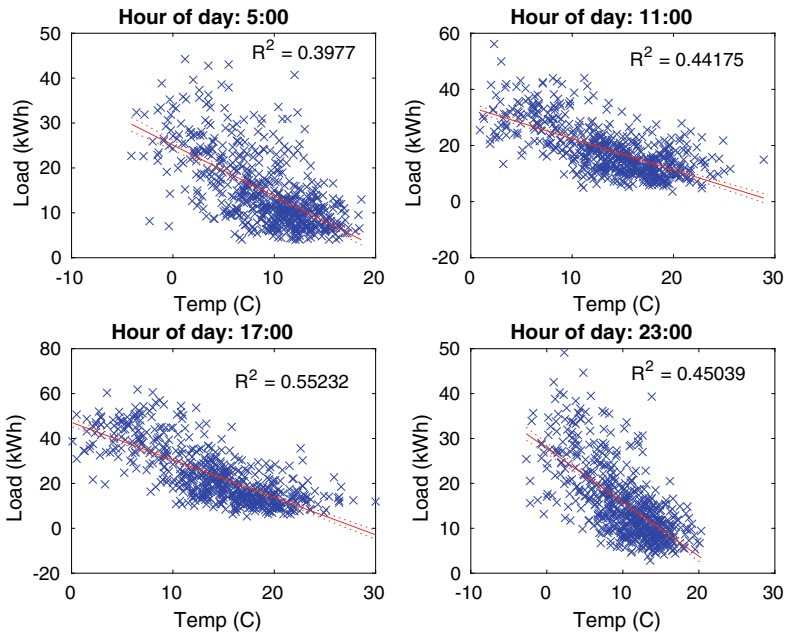 Hour of day: 5:00
50
40
30
20
10
0
-10
0
10
20
R² = 0.3977
Load (kWh)
Temp (C)
Hour of day: 11:00
60
40
20
0
-20
0
10
20
30
R² = 0.44175
Load (kWh)
Temp (C)
Hour of day: 17:00
80
60
40
20
0
-20
0
10
20
30
R² = 0.55232
Load (kWh)
Temp (C)
Hour of day: 23:00
50
40
30
20
10
0
-10
0
10
20
30
R² = 0.45039
Load (kWh)
Temp (C)